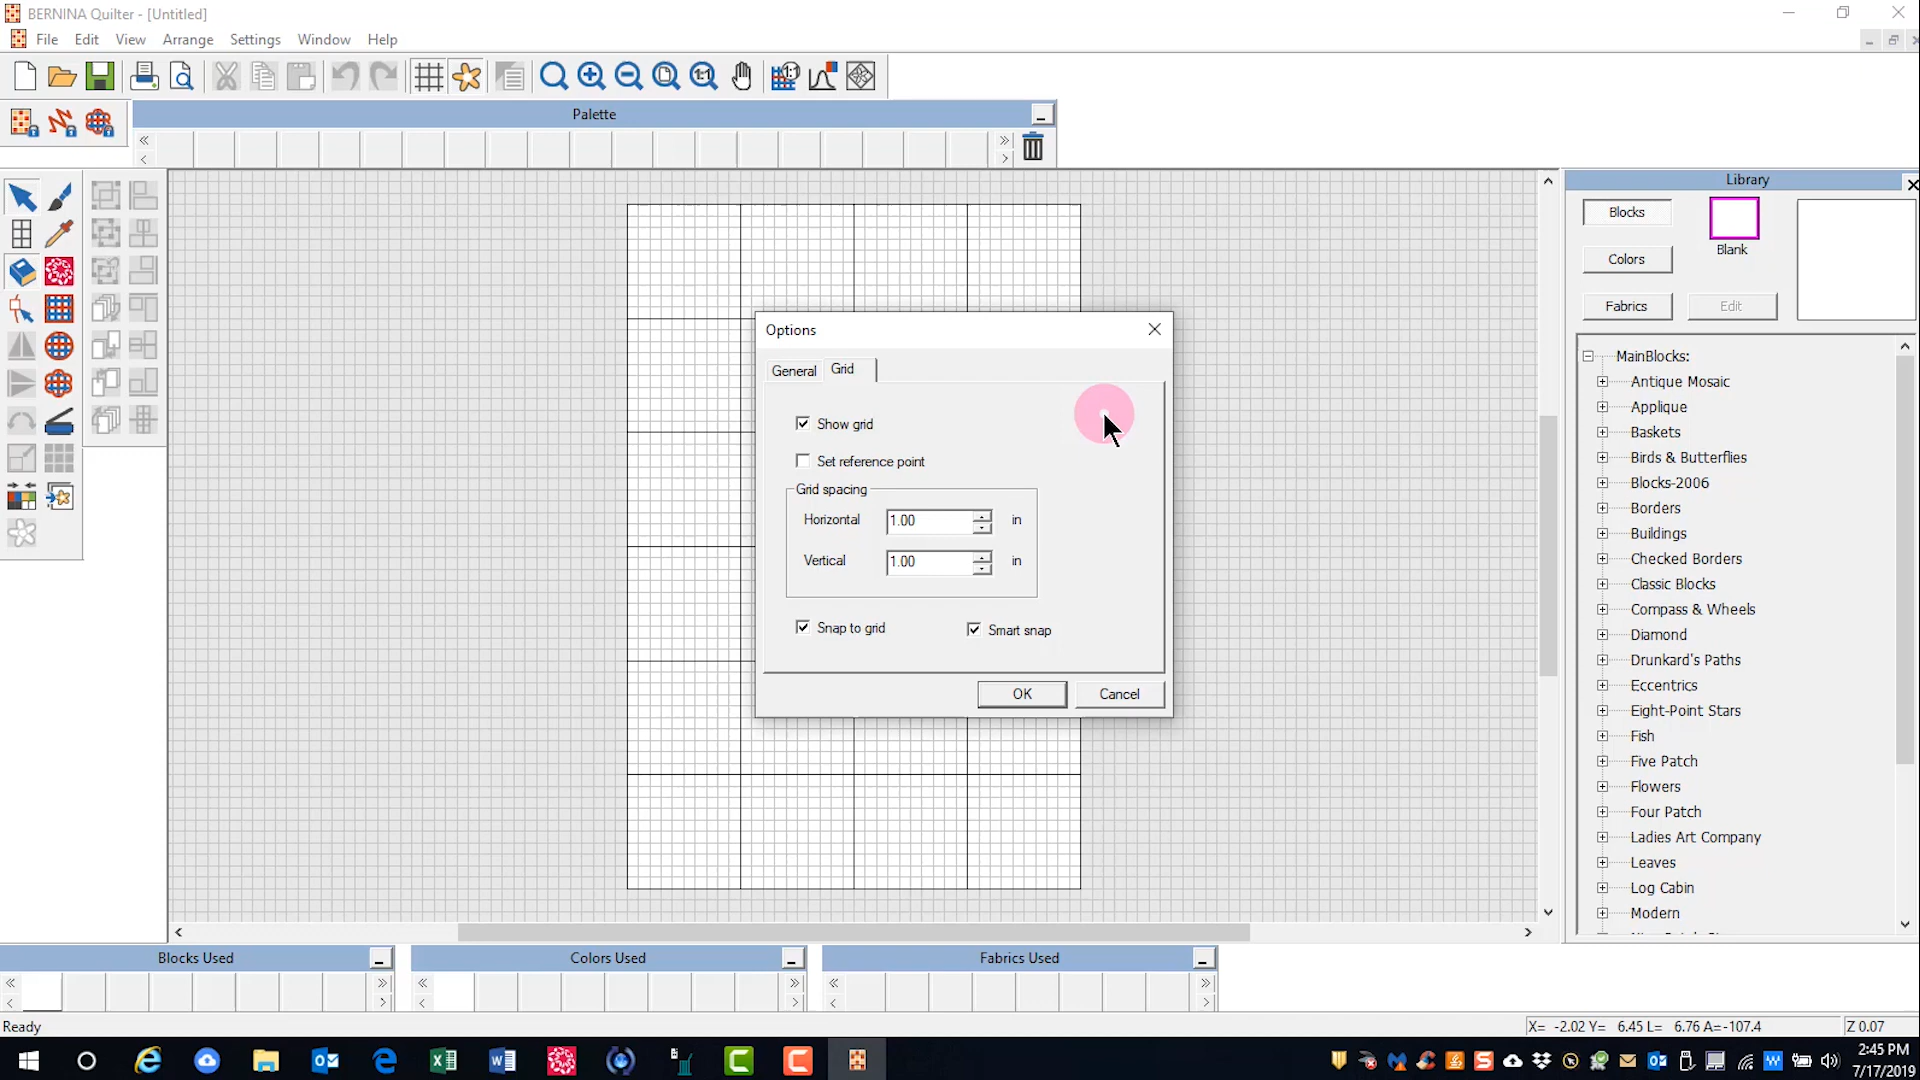 BERNINA Quilter - [Untitled]
File Edit View Arrange Settings Window Help
Palette
Library
Blocks
Blank
Colors
Fabrics Edit
Options
General Grid
Show grid
Set reference point
Grid spacing
Horizontal 1.00 in
Vertical 1.00 in
Snap to grid Smart snap
OK Cancel
MainBlocks:
Antique Mosaic
Applique
Baskets
Birds & Butterflies
Blocks-2006
Borders
Buildings
Checked Borders
Classic Blocks
Compass & Wheels
Diamond
Drunkard's Paths
Eccentrics
Eight-Point Stars
Fish
Five Patch
Flowers
Four Patch
Ladies Art Company
Leaves
Log Cabin
Modern
Blocks Used Colors Used Fabrics Used
Ready X= -2.02 Y= 6.45 L= 6.76 A=-107.4 Z 0.07
2:45 PM
7/17/2019